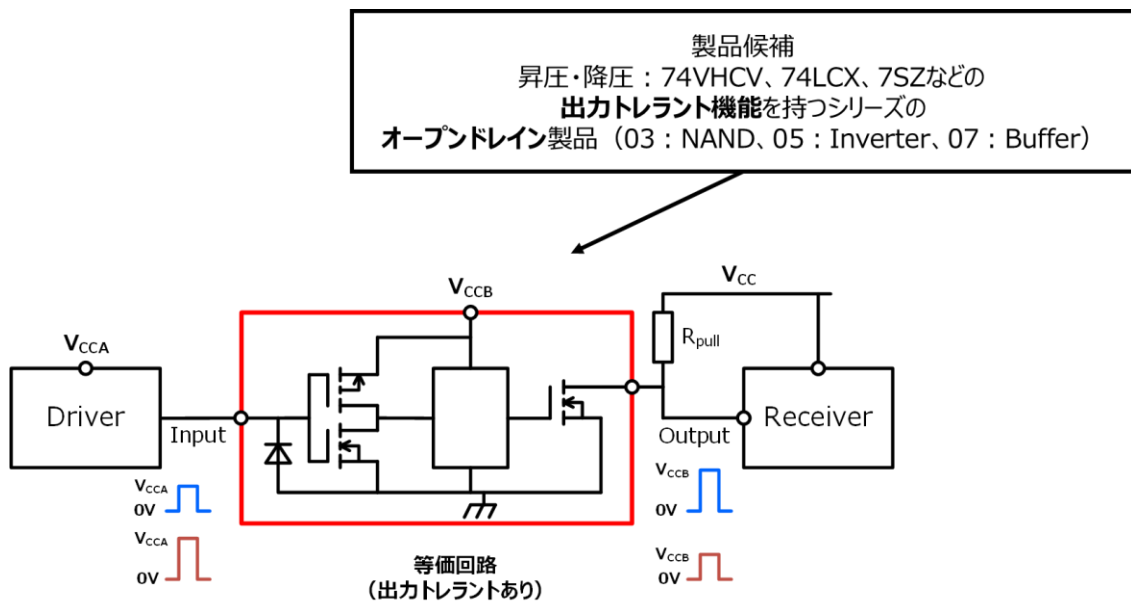 製品候補
昇圧・降圧：74VHCV、74LCX、7SZなどの
出力トレラント機能を持つシリーズの
オープンドレイン製品（03：NAND、05：Inverter、07：Buffer）
VCCB
VCC
VCCA
Rpull
Driver
Input
Output
Receiver
VCCA
0V
VCCB
0V
VCCA
0V
VCCB
0V
等価回路
（出力トレラントあり）